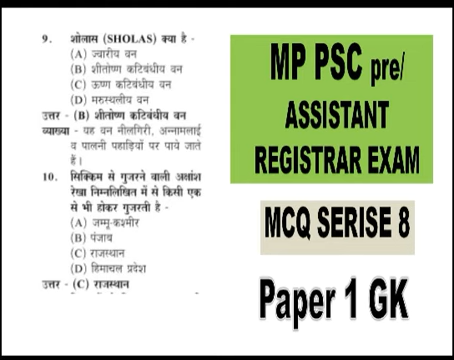 9. शोलास (SHOLAS) क्या है -
(A) ज्वारीय वन
(B) शीतोष्ण कटिबंधीय वन
(C) ऊष्ण कटिबंधीय वन
(D) मरुस्थलीय वन
उत्तर - (B) शीतोष्ण कटिबंधीय वन
व्याख्या - यह वन नीलगिरी, अन्नामलाई
व पालनी पहाड़ियों पर पाये जाते
हैं।
10. सिक्किम से गुजरने वाली अक्षांश
रेखा निम्नलिखित में से किसी एक
से भी होकर गुजरती है -
(A) जम्मू-कश्मीर
(B) पंजाब
(C) राजस्थान
(D) हिमाचल प्रदेश
उत्तर - (C) राजस्थान
MP PSC pre/
ASSISTANT
REGISTRAR EXAM
MCQ SERISE 8
Paper 1 GK